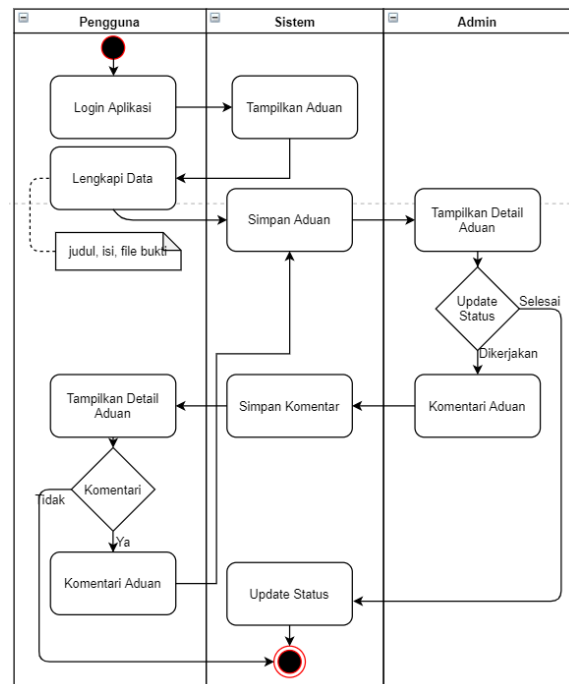 Pengguna
Sistem
Admin
Login Aplikasi
Tampilkan Aduan
Lengkapi Data
judul, isi, file bukti
Simpan Aduan
Tampilkan Detail
Aduan
Update
Status
Selesai
Dikerjakan
Tampilkan Detail
Aduan
Simpan Komentar
Komentari Aduan
Komentari
Tidak
Ya
Komentari Aduan
Update Status